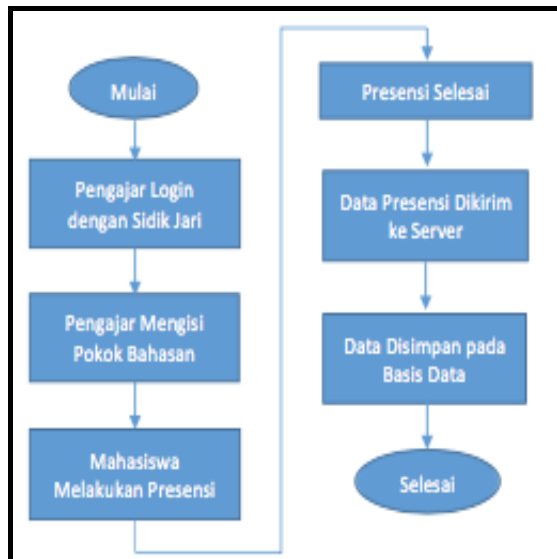 Mulai
Pengajar Login
dengan Sidik Jari
Pengajar Mengisi
Pokok Bahasan
Mahasiswa
Melakukan Presensi
Presensi Selesai
Data Presensi Dikirim
ke Server
Data Disimpan pada
Basis Data
Selesai